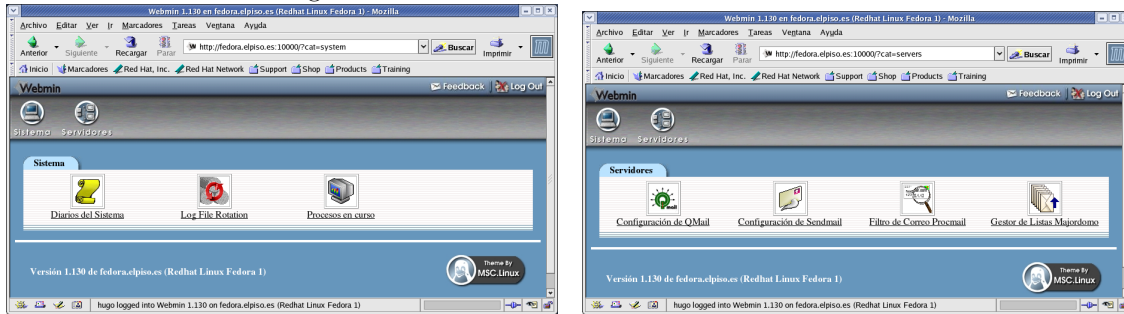 Webmin 1.130 en fedora.elpiso.es (Redhat Linux Fedora 1) - Mozilla
Archivo Editar Ver Ir Marcadores Tareas Ventana Ayuda
Anterior Siguiente Recargar Parar http://fedora.elpiso.es:10000/?cat=system Buscar Imprimir
Inicio Marcadores Red Hat, Inc. Red Hat Network Support Shop Products Training
Webmin Feedback Log Out
Sistema Servidores
Sistema
Diarios del Sistema Log File Rotation Procesos en curso
Theme By
Versión 1.130 de fedora.elpiso.es (Redhat Linux Fedora 1) MSC.Linux
hugo logged into Webmin 1.130 on fedora.elpiso.es (Redhat Linux Fedora 1)
Webmin 1.130 en fedora.elpiso.es (Redhat Linux Fedora 1) - Mozilla
Archivo Editar Ver Ir Marcadores Tareas Ventana Ayuda
Anterior Siguiente Recargar Parar http://fedora.elpiso.es:10000/?cat=servers Buscar Imprimir
Inicio Marcadores Red Hat, Inc. Red Hat Network Support Shop Products Training
Webmin Feedback Log Out
Sistema Servidores
Servidores
Qmail
Configuración de QMail Configuración de Sendmail Filtro de Correo Procmail Gestor de Listas Majordomo
Theme By
Versión 1.130 de fedora.elpiso.es (Redhat Linux Fedora 1) MSC.Linux
hugo logged into Webmin 1.130 on fedora.elpiso.es (Redhat Linux Fedora 1)